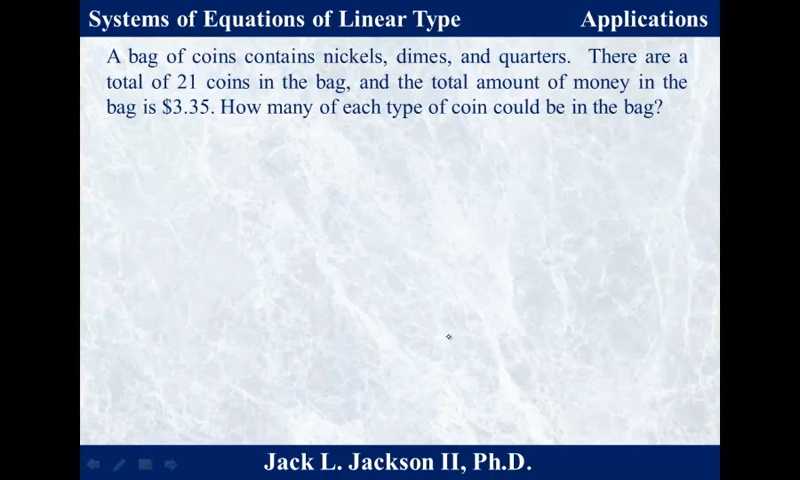 Systems of Equations of Linear Type Applications
A bag of coins contains nickels, dimes, and quarters. There are a
total of 21 coins in the bag, and the total amount of money in the
bag is $3.35. How many of each type of coin could be in the bag?
Jack L. Jackson II, Ph.D.